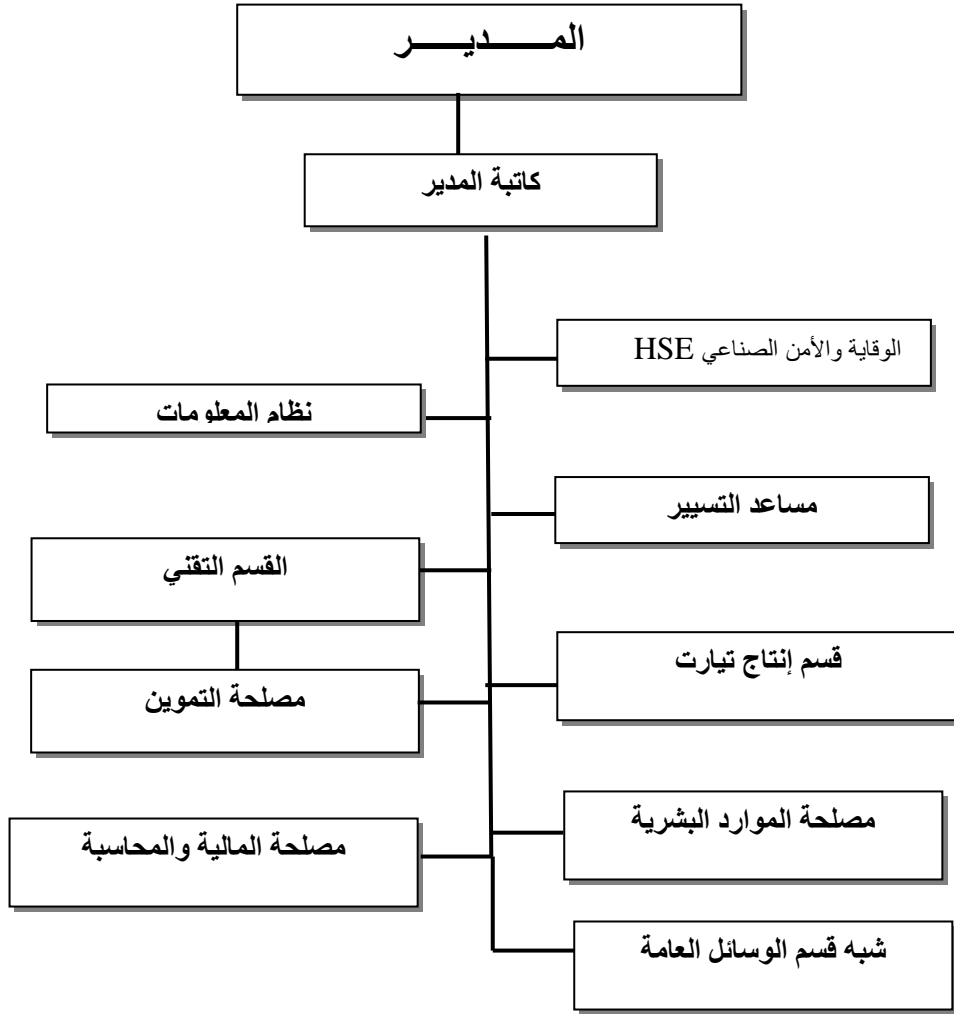 المــــــديـــــــر
كاتبة المدير
الوقاية والأمن الصناعي HSE
نظام المعلومات
مساعد التسيير
القسم التقني
قسم إنتاج تيارت
مصلحة التموين
مصلحة الموارد البشرية
مصلحة المالية والمحاسبة
شبه قسم الوسائل العامة